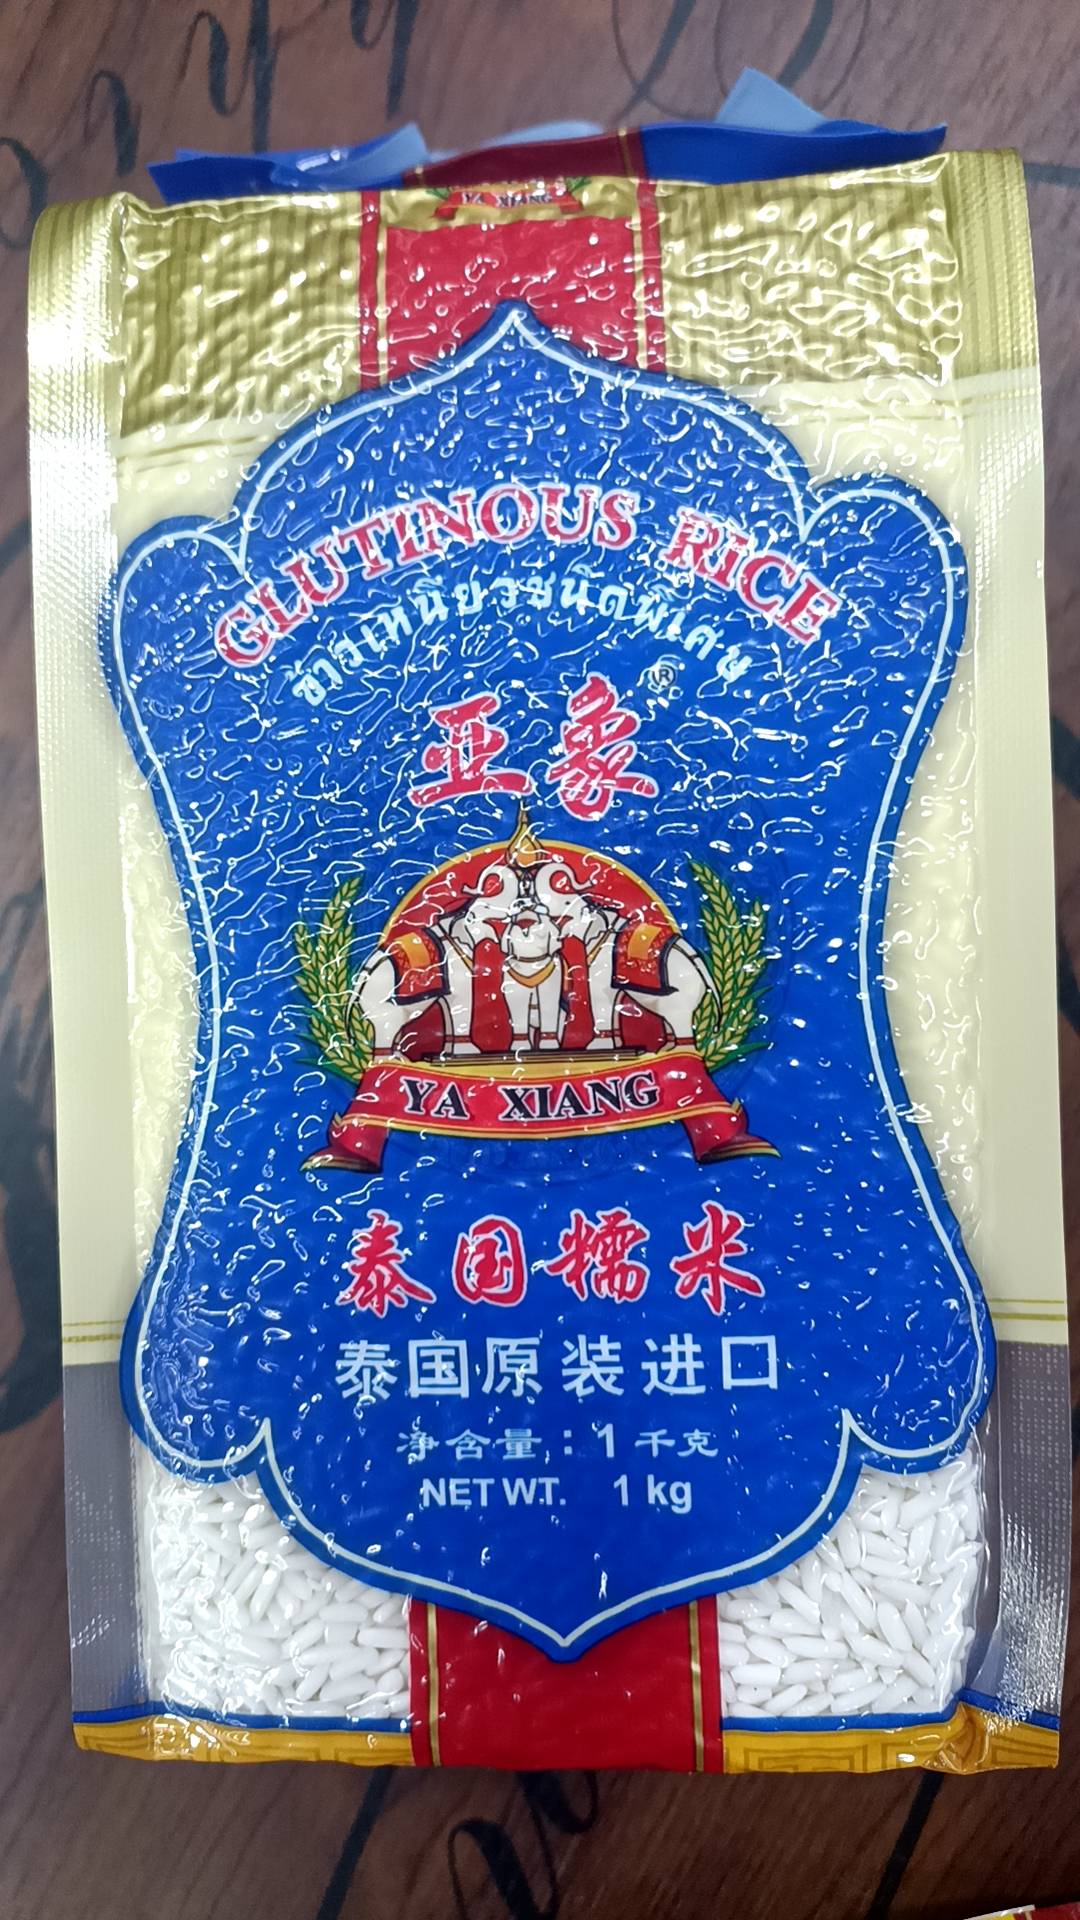 YA XIANG
GLUTINOUS RICE
ข้าวเหนียวชนิดพิเศษ
®
亚象
YA XIANG
泰国糯米
泰国原装进口
净含量：1千克
NET WT. 1 kg